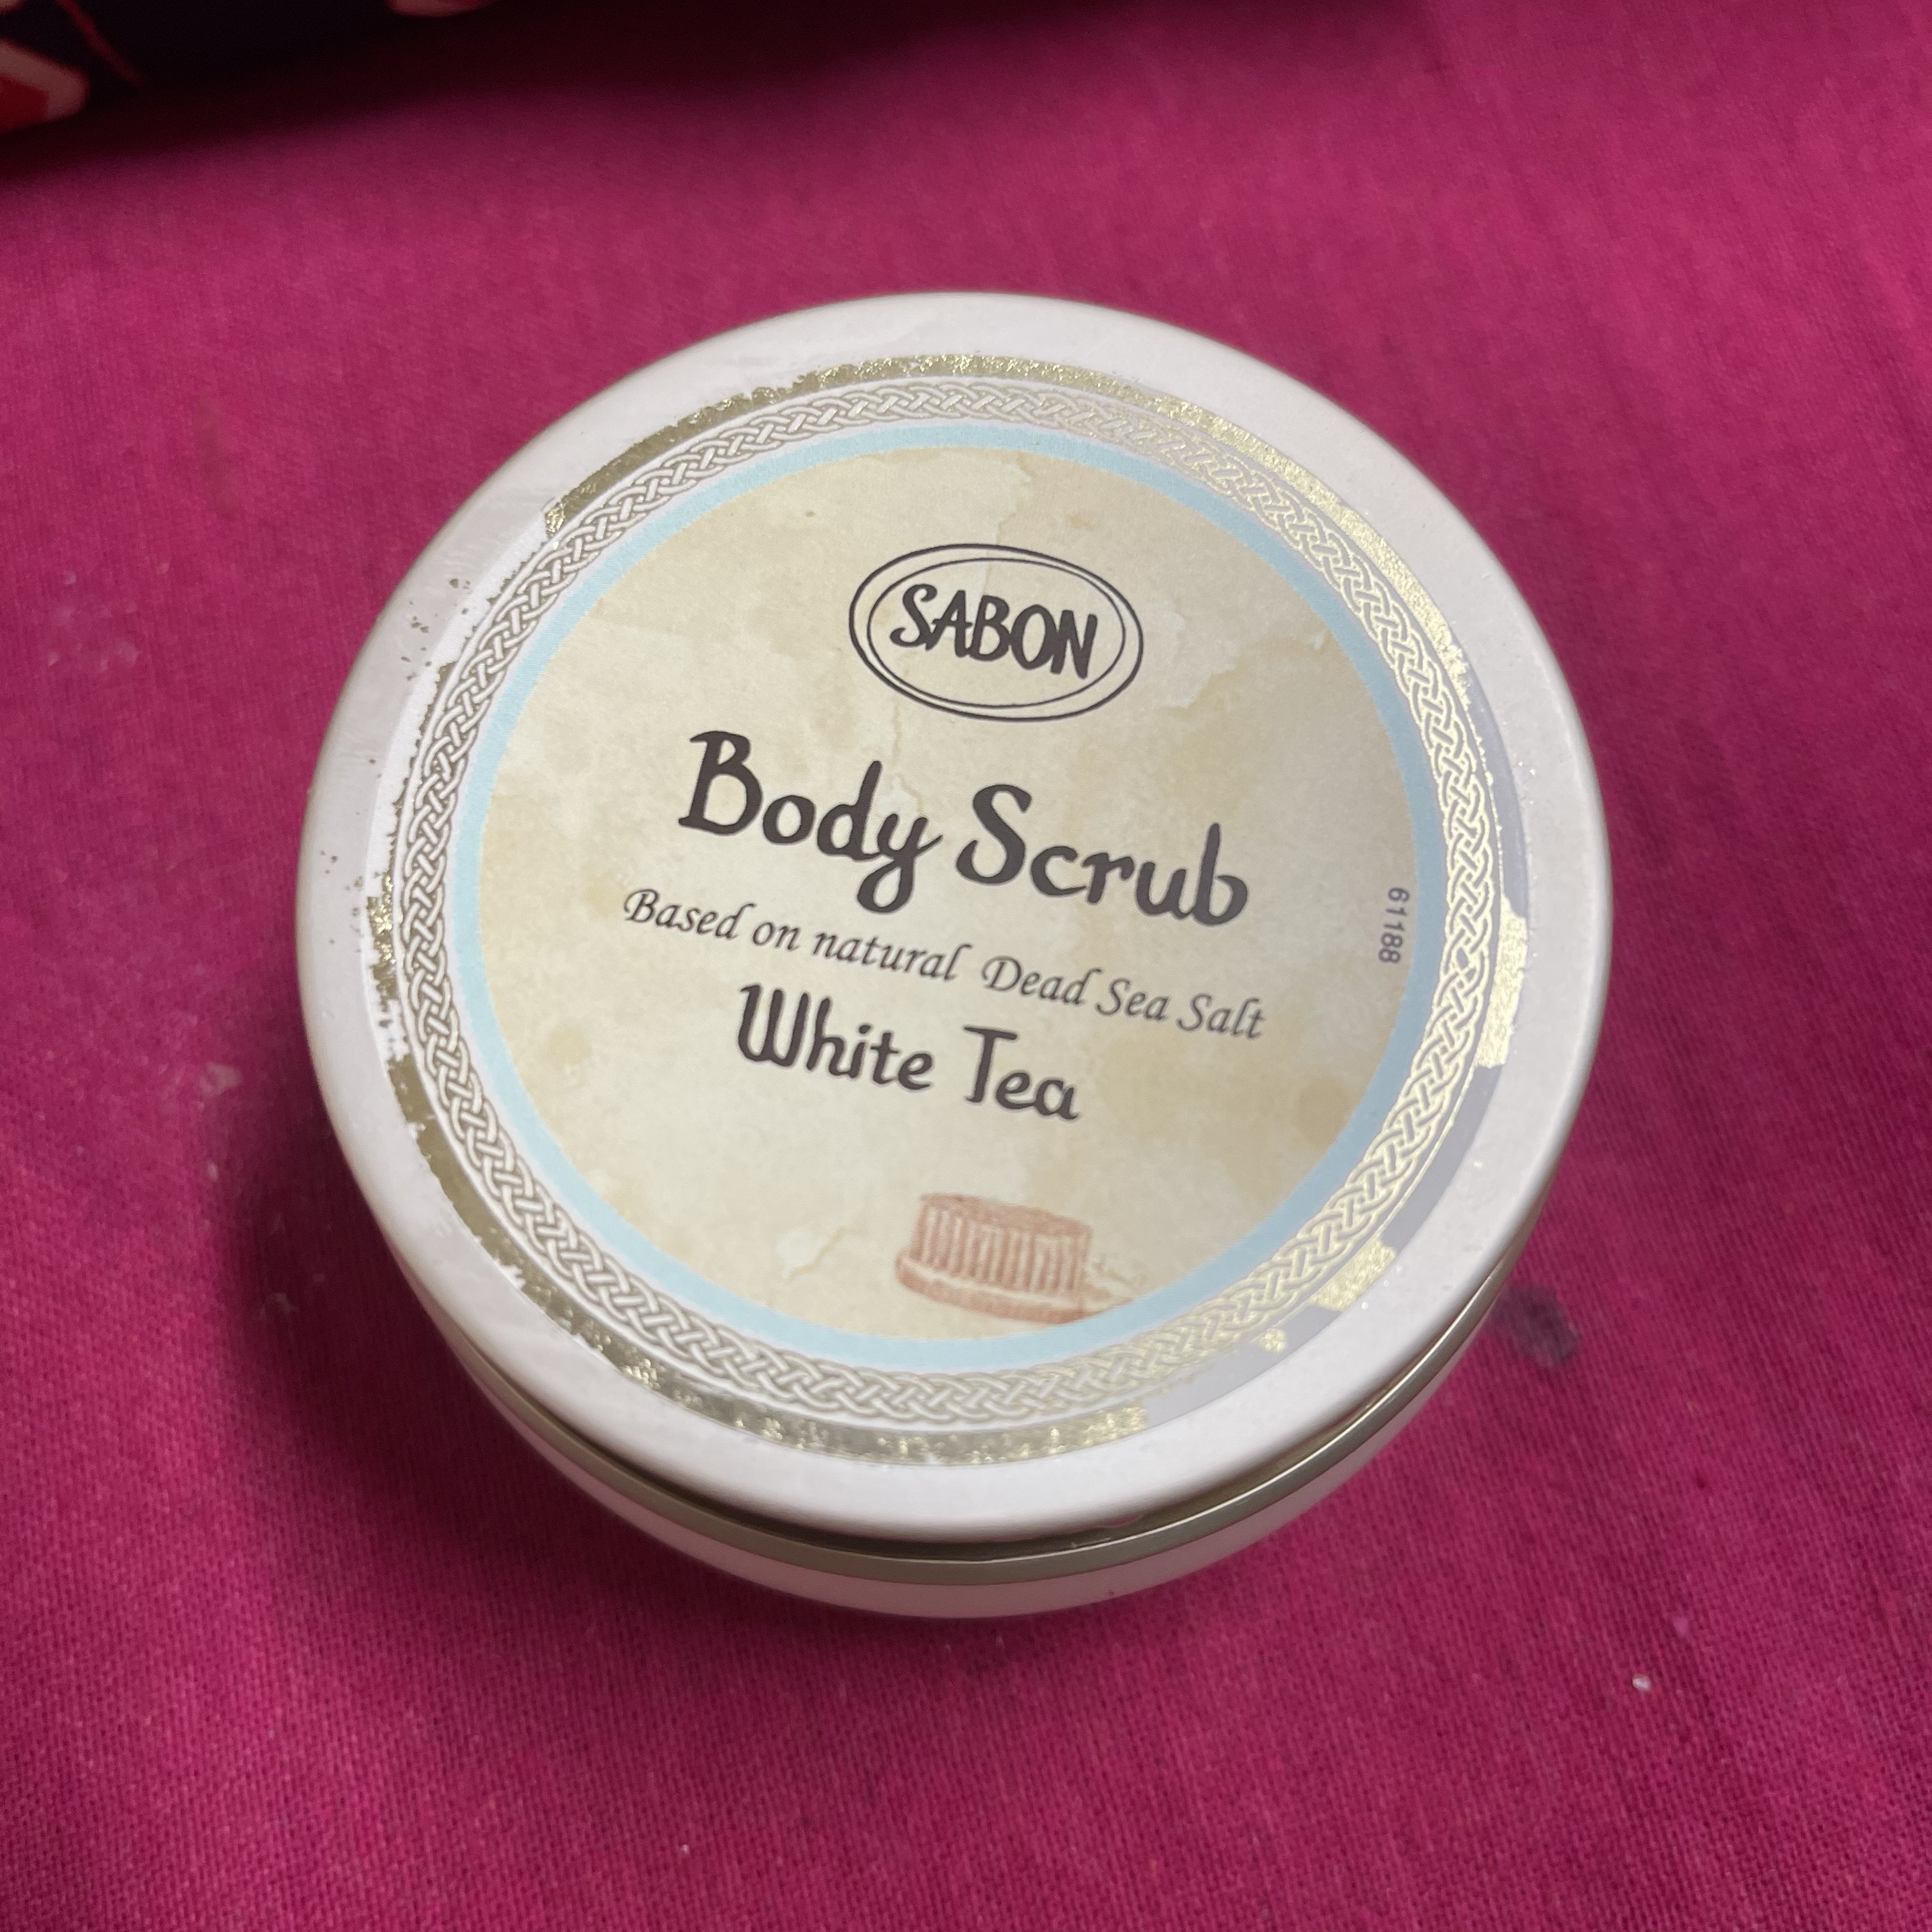 SABON
Body Scrub
Based on natural Dead Sea Salt
White Tea
61188